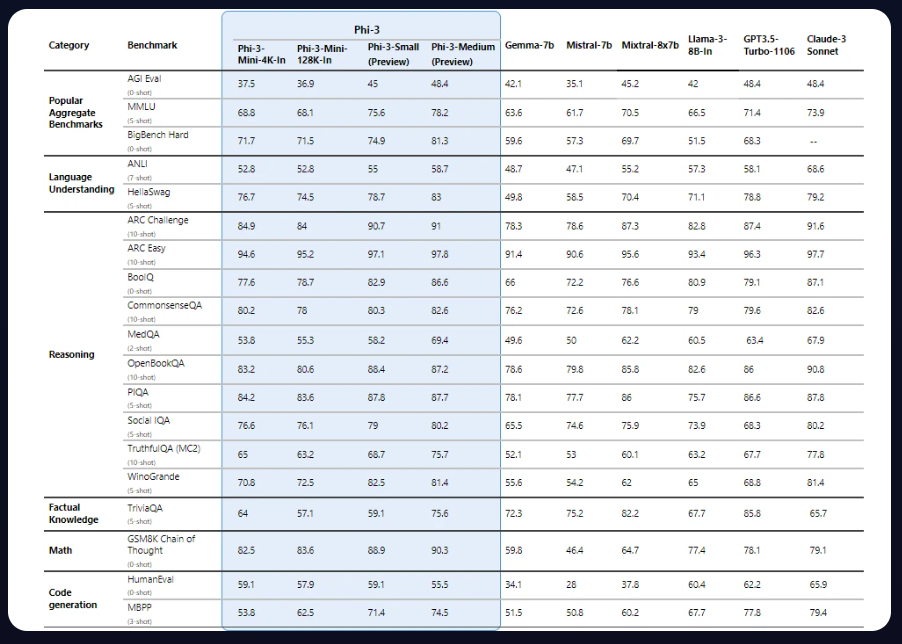 Phi-3
Category Benchmark Phi-3-Mini-4K-In Phi-3-Mini-128K-In Phi-3-Small (Preview) Phi-3-Medium (Preview) Gemma-7b Mistral-7b Mixtral-8x7b Llama-3-8B-In GPT3.5-Turbo-1106 Claude-3 Sonnet
Popular Aggregate Benchmarks
AGI Eval (0-shot) 37.5 36.9 45 48.4 42.1 35.1 45.2 42 48.4 48.4
MMLU (5-shot) 68.8 68.1 75.6 78.2 63.6 61.7 70.5 66.5 71.4 73.9
BigBench Hard (0-shot) 71.7 71.5 74.9 81.3 59.6 57.3 69.7 51.5 68.3 --
Language Understanding
ANLI (7-shot) 52.8 52.8 55 58.7 48.7 47.1 55.2 57.3 58.1 68.6
HellaSwag (5-shot) 76.7 74.5 78.7 83 49.8 58.5 70.4 71.1 78.8 79.2
Reasoning
ARC Challenge (10-shot) 84.9 84 90.7 91 78.3 78.6 87.3 82.8 87.4 91.6
ARC Easy (10-shot) 94.6 95.2 97.1 97.8 91.4 90.6 95.6 93.4 96.3 97.7
BoolQ (0-shot) 77.6 78.7 82.9 86.6 66 72.2 76.6 80.9 79.1 87.1
CommonsenseQA (10-shot) 80.2 78 80.3 82.6 76.2 72.6 78.1 79 79.6 82.6
MedQA (2-shot) 53.8 55.3 58.2 69.4 49.6 50 62.2 60.5 63.4 67.9
OpenBookQA (10-shot) 83.2 80.6 88.4 87.2 78.6 79.8 85.8 82.6 86 90.8
PIQA (5-shot) 84.2 83.6 87.8 87.7 78.1 77.7 86 75.7 86.6 87.8
Social IQA (5-shot) 76.6 76.1 79 80.2 65.5 74.6 75.9 73.9 68.3 80.2
TruthfulQA (MC2) (10-shot) 65 63.2 68.7 75.7 52.1 53 60.1 63.2 67.7 77.8
WinoGrande (5-shot) 70.8 72.5 82.5 81.4 55.6 54.2 62 65 68.8 81.4
Factual Knowledge
TriviaQA (5-shot) 64 57.1 59.1 75.6 72.3 75.2 82.2 67.7 85.8 65.7
Math
GSM8K Chain of Thought (0-shot) 82.5 83.6 88.9 90.3 59.8 46.4 64.7 77.4 78.1 79.1
Code generation
HumanEval (0-shot) 59.1 57.9 59.1 55.5 34.1 28 37.8 60.4 62.2 65.9
MBPP (3-shot) 53.8 62.5 71.4 74.5 51.5 50.8 60.2 67.7 77.8 79.4